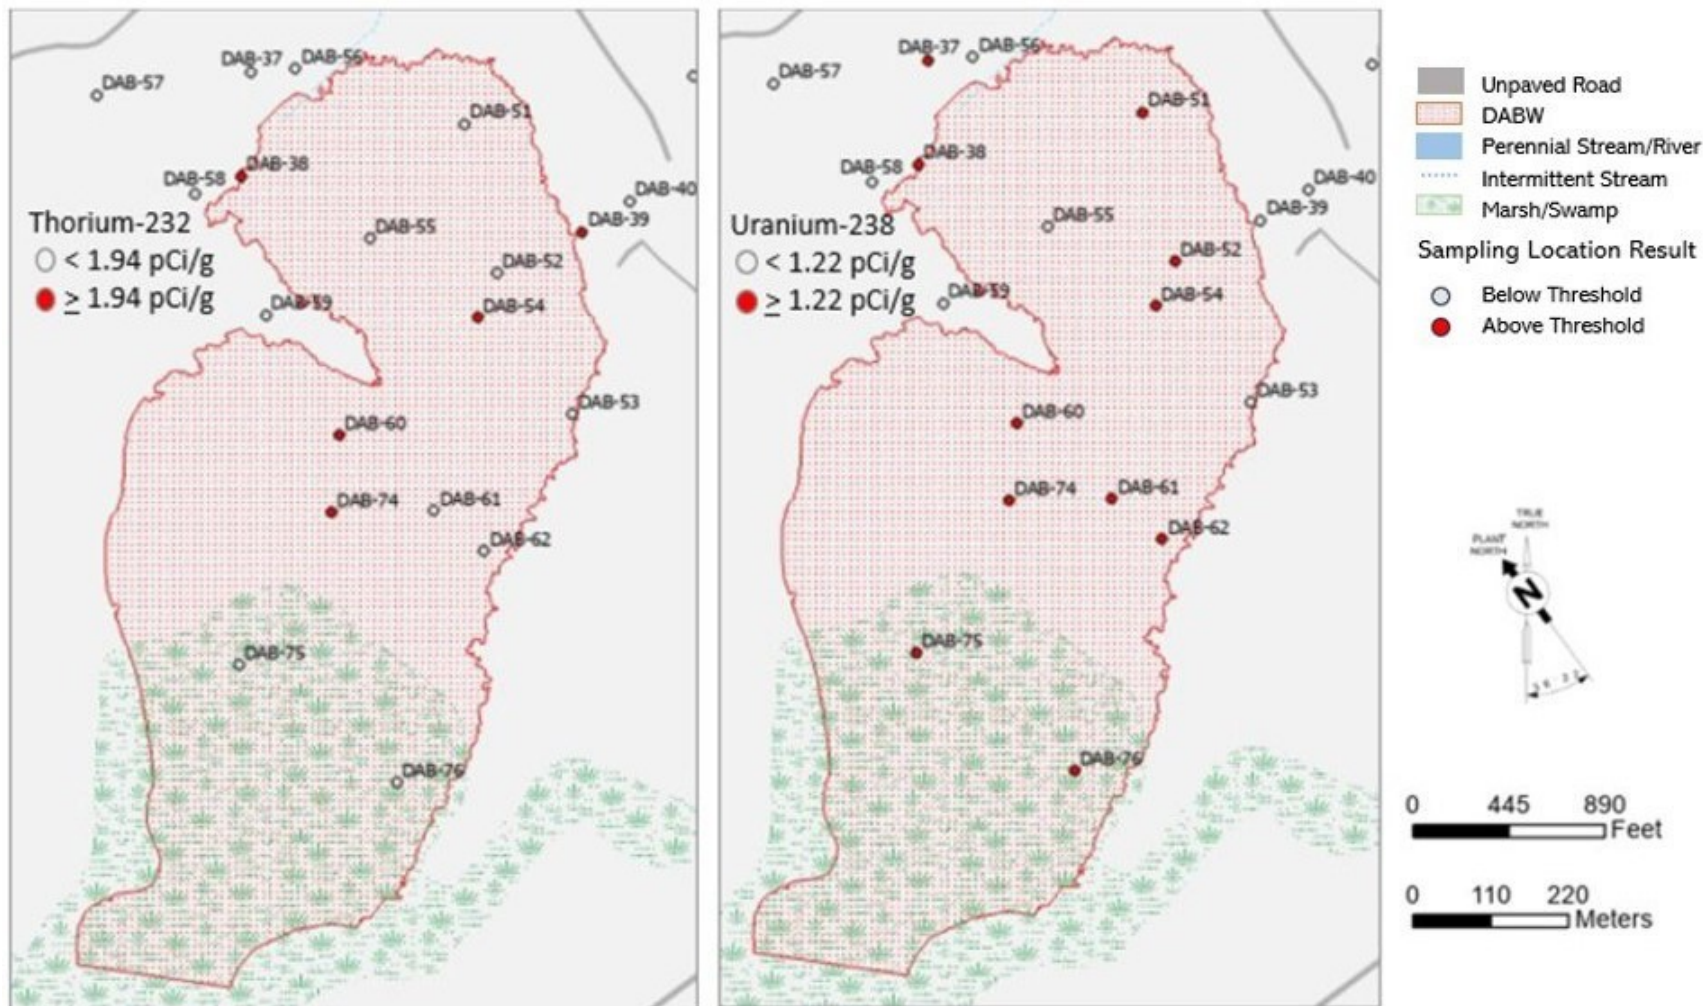 DAB-37
DAB-56
DAB-57
DAB-51
DAB-38
DAB-58
DAB-40
Thorium-232
DAB-39
DAB-55
< 1.94 pCi/g
DAB-52
≥ 1.94 pCi/g
DAB-59
DAB-54
DAB-53
DAB-60
DAB-74
DAB-61
DAB-62
DAB-75
DAB-76
DAB-37
DAB-56
DAB-57
DAB-51
DAB-38
DAB-58
DAB-40
Uranium-238
DAB-39
DAB-55
< 1.22 pCi/g
DAB-52
≥ 1.22 pCi/g
DAB-59
DAB-54
DAB-53
DAB-60
DAB-74
DAB-61
DAB-62
DAB-75
DAB-76
Unpaved Road
DABW
Perennial Stream/River
Intermittent Stream
Marsh/Swamp
Sampling Location Result
Below Threshold
Above Threshold
TRUE
NORTH
PLANT
NORTH
N
0 445 890
Feet
0 110 220
Meters